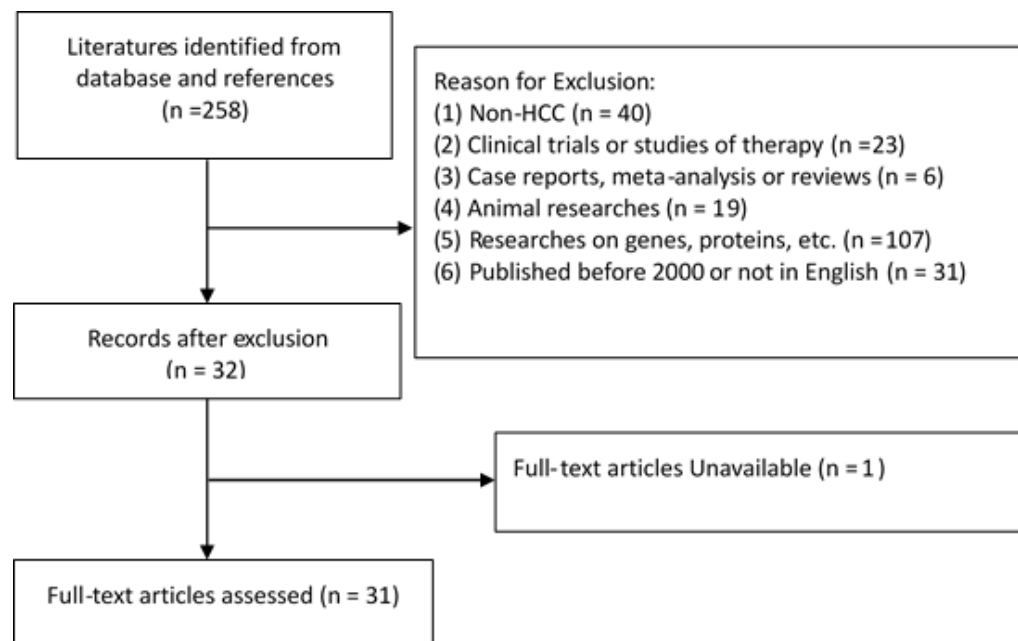 Literatures identified from
database and references
(n =258)
Reason for Exclusion:
(1) Non-HCC (n = 40)
(2) Clinical trials or studies of therapy (n =23)
(3) Case reports, meta-analysis or reviews (n = 6)
(4) Animal researches (n = 19)
(5) Researches on genes, proteins, etc. (n =107)
(6) Published before 2000 or not in English (n = 31)
Records after exclusion
(n = 32)
Full-text articles Unavailable (n = 1 )
Full-text articles assessed (n = 31)